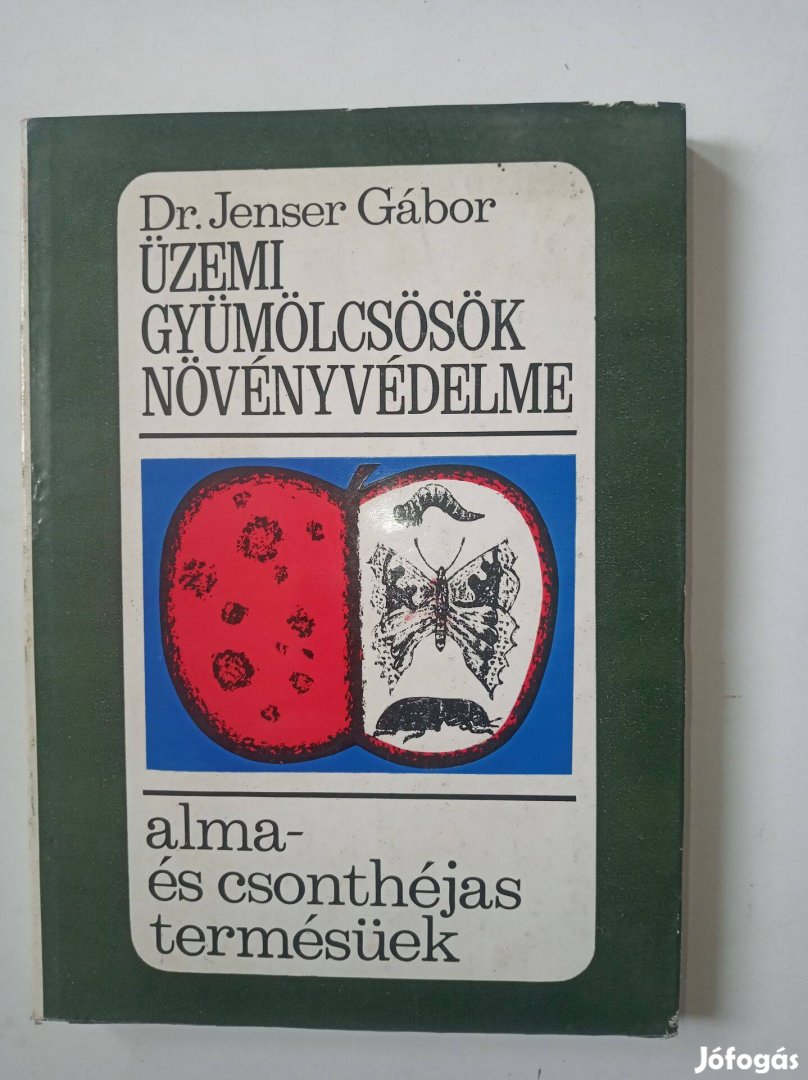 Dr. Jenser Gábor
ÜZEMI
GYÜMÖLCSÖSÖK
NÖVÉNYVÉDELME
alma-
és csonthéjas
termésüek
Jófogás